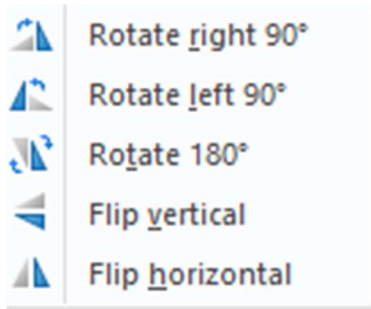 Rotate right 90°
Rotate left 90°
Rotate 180°
Flip vertical
Flip horizontal